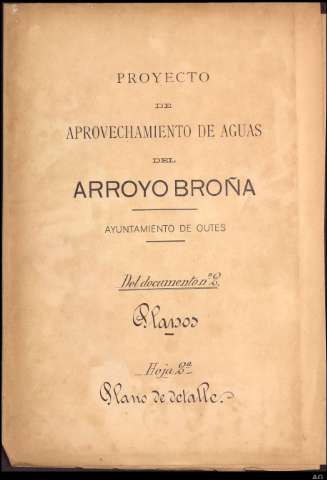 PROYECTO
DE
APROVECHAMIENTO DE AGUAS
DEL
ARROYO BROÑA
AYUNTAMIENTO DE OUTES
Del documento nº 2.
Planos
Hoja 2ª
Plano de detalle.
AG